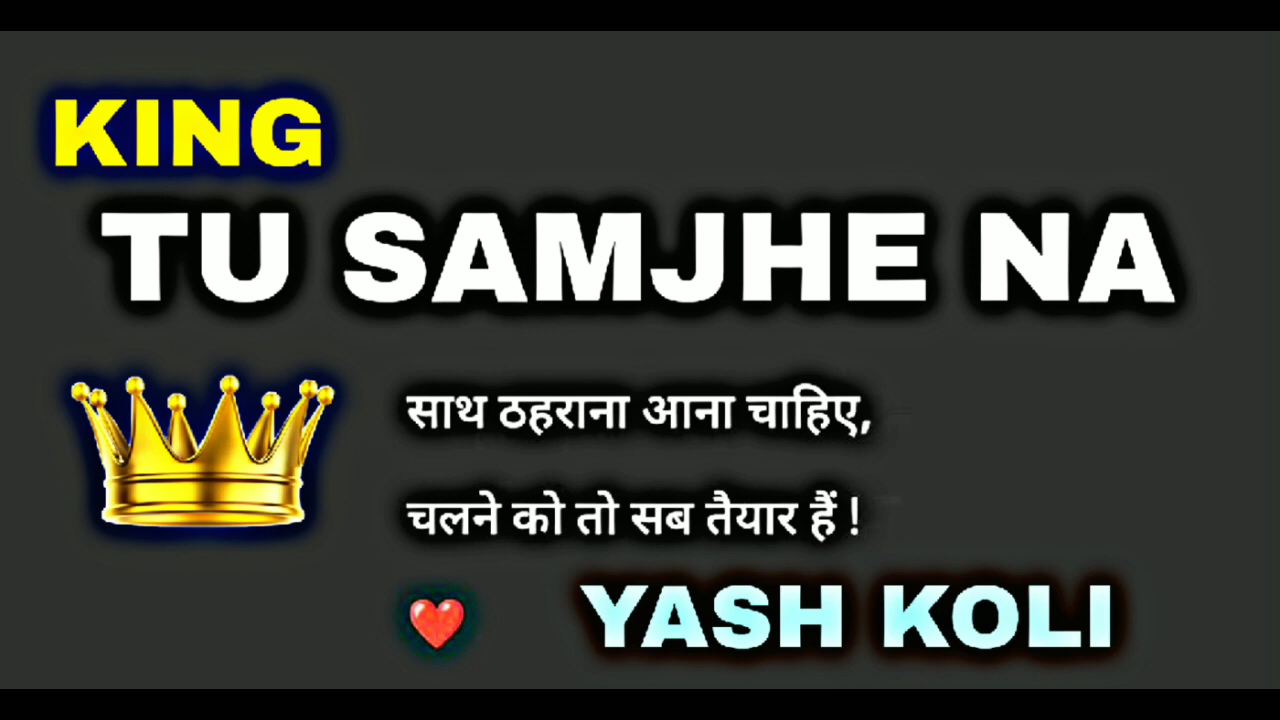 KING
TU SAMJHE NA
साथ ठहराना आना चाहिए,
चलने को तो सब तैयार हैं !
YASH KOLI